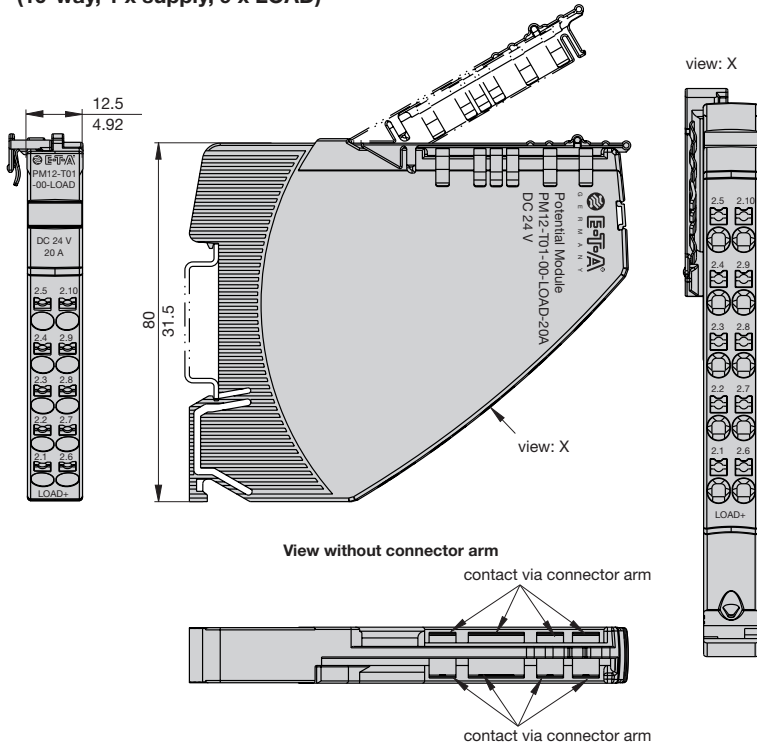 view: X
12.5
4.92
E-T-A
PM12-T01
-00-LOAD
DC 24 V
20 A
2.5 2.10
2.4 2.9
2.3 2.8
2.2 2.7
2.1 2.6
LOAD+
80
31.5
E-T-A®
GERMANY
Potential Module
PM12-T01-00-LOAD-20A
DC 24 V
view: X
2.5 2.10
2.4 2.9
2.3 2.8
2.2 2.7
2.1 2.6
LOAD+
View without connector arm
contact via connector arm
contact via connector arm